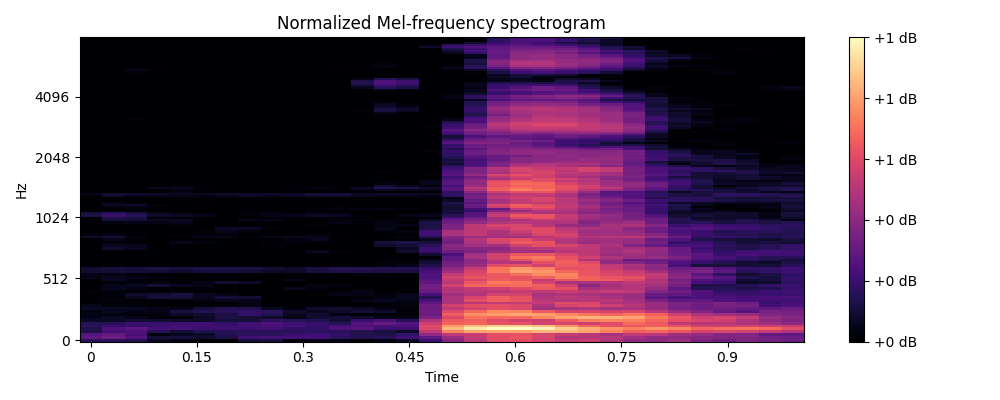 Normalized Mel-frequency spectrogram
Hz
4096
2048
1024
512
0
0 0.15 0.3 0.45 0.6 0.75 0.9
Time
+1 dB
+1 dB
+1 dB
+0 dB
+0 dB
+0 dB